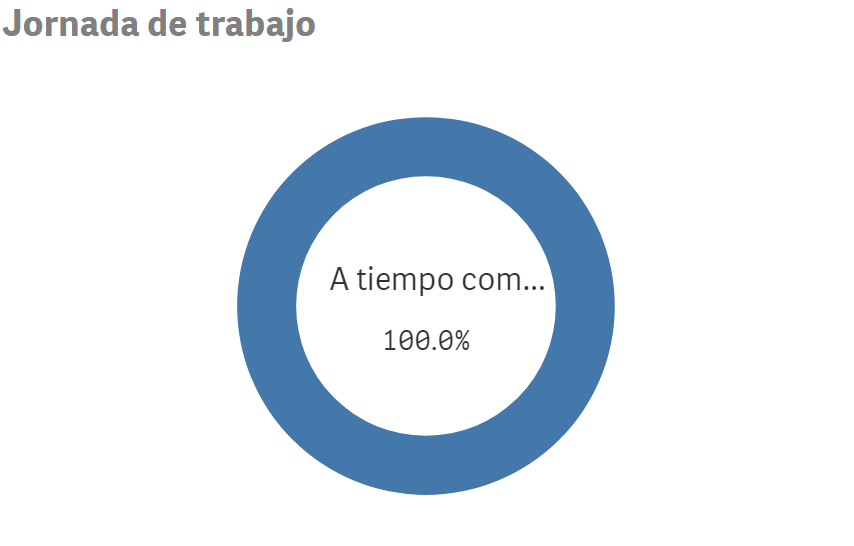 Jornada de trabajo
A tiempo com...
100.0%